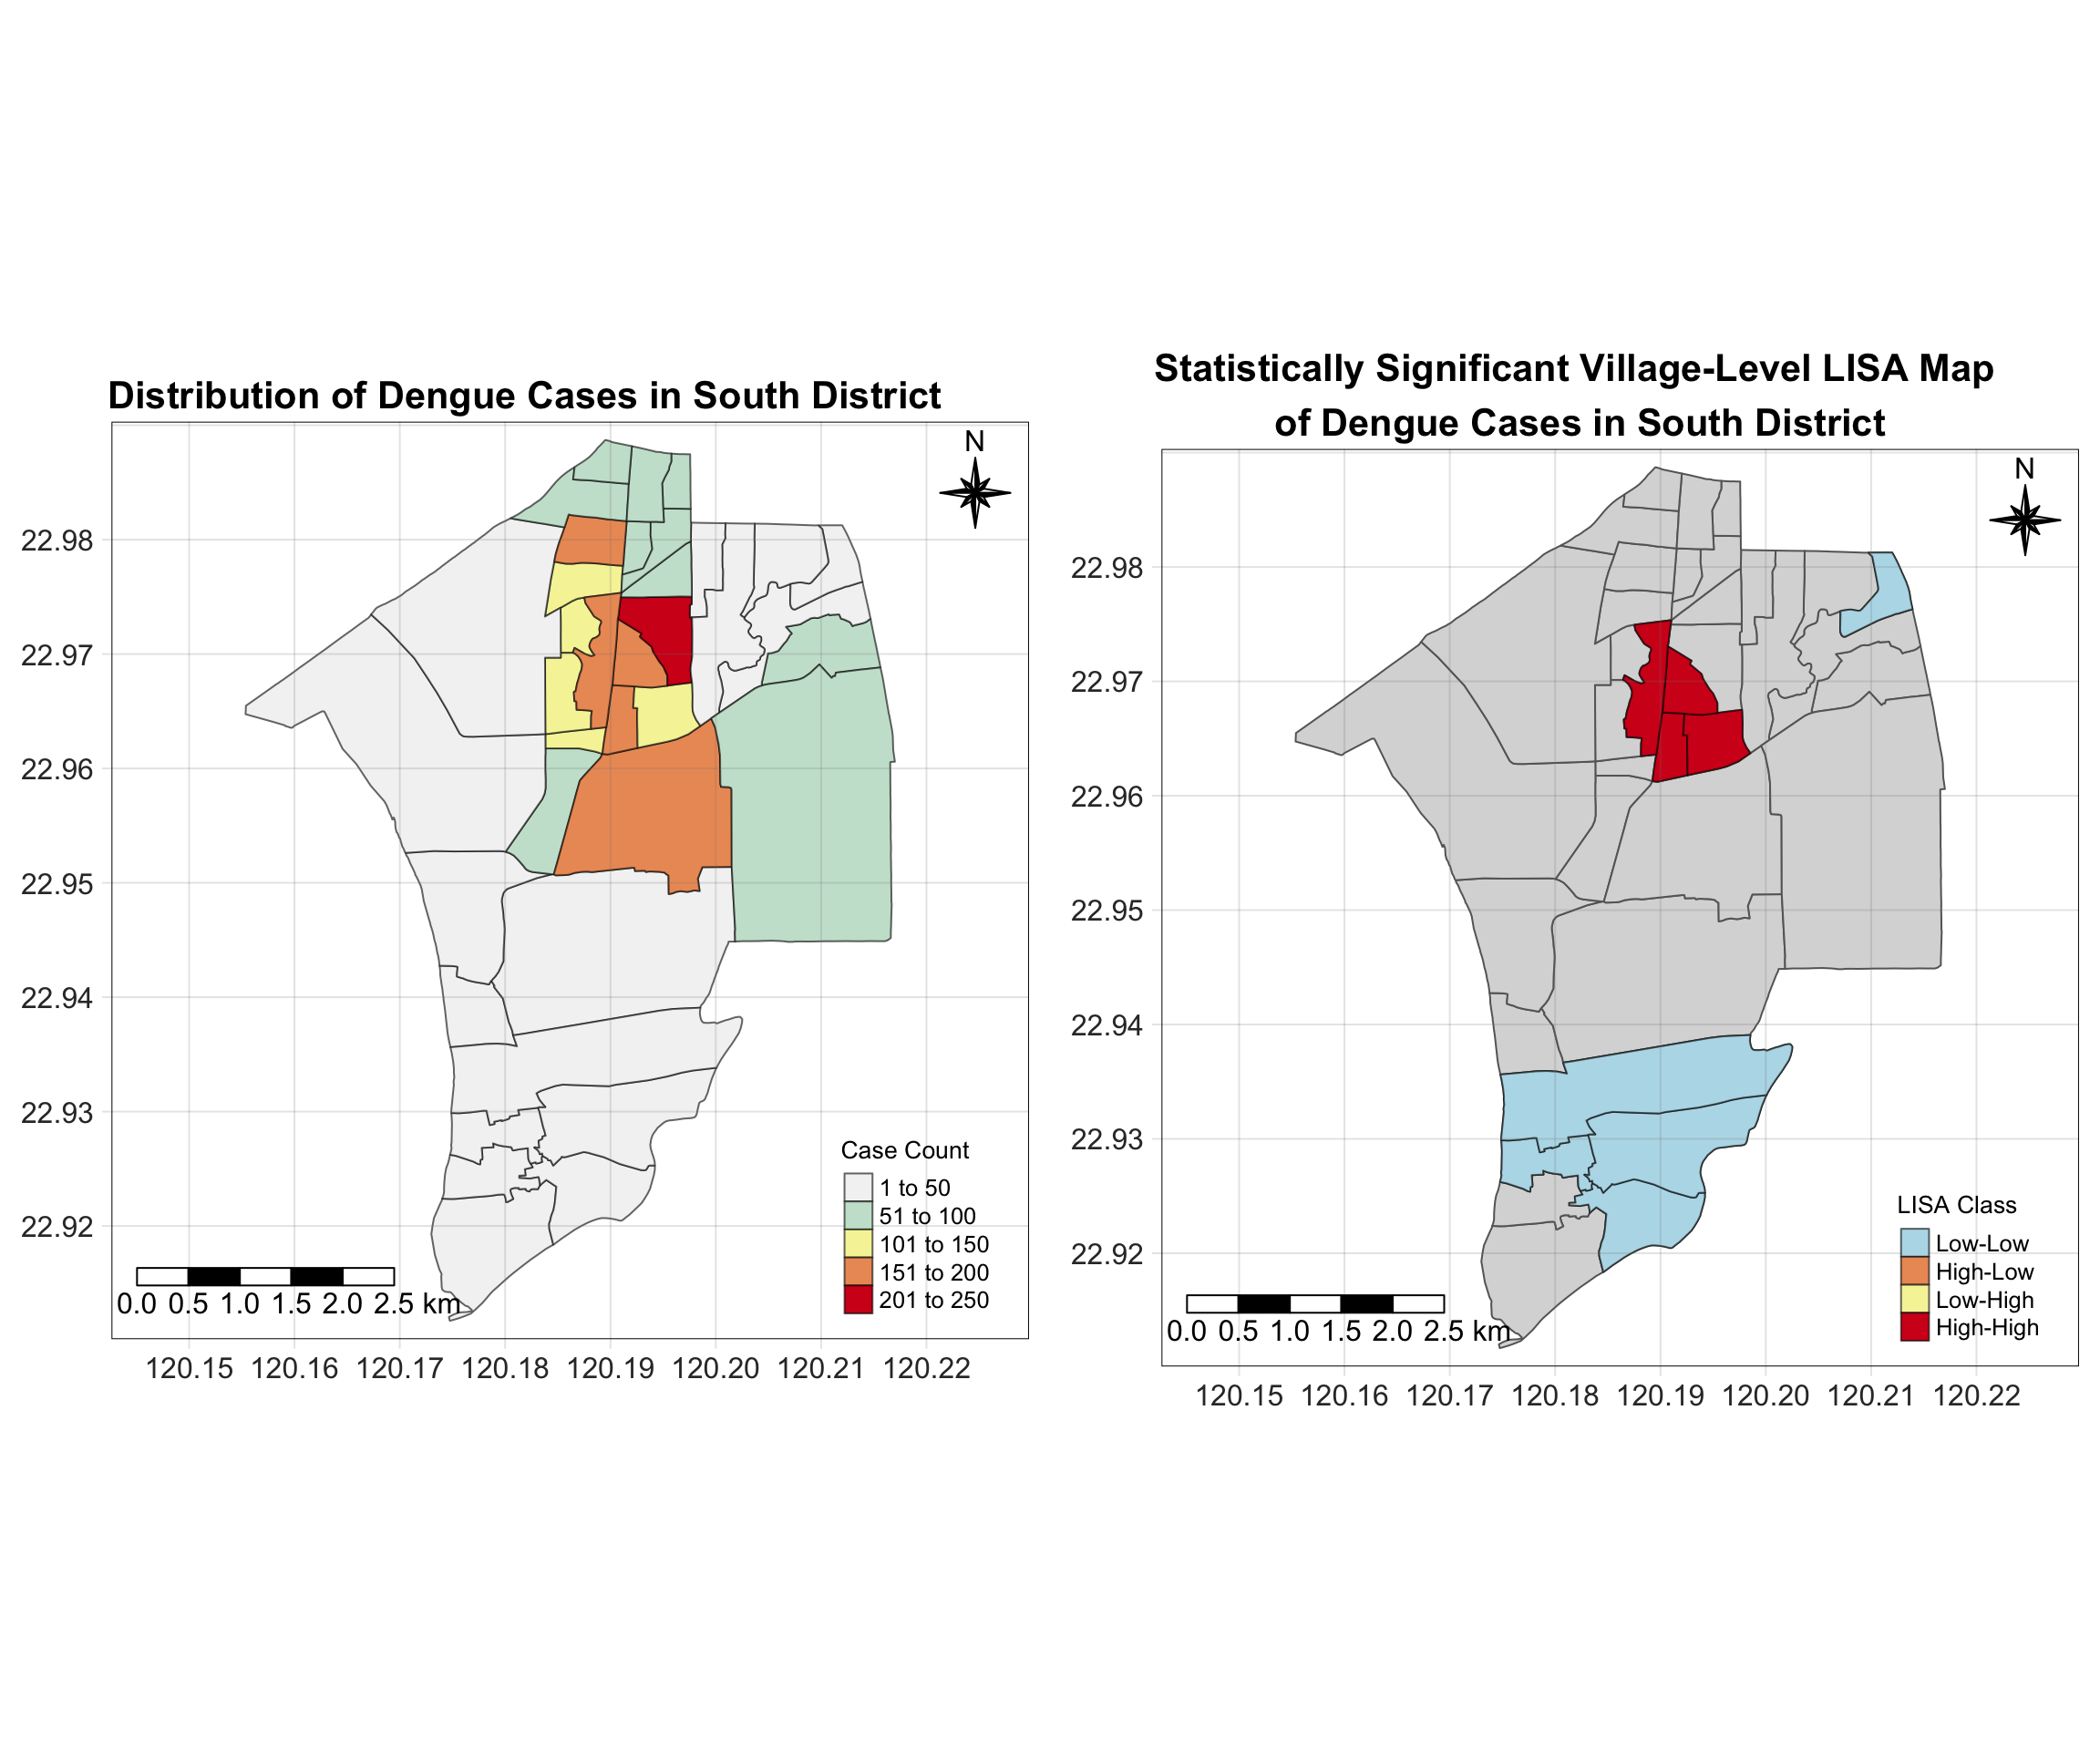 Distribution of Dengue Cases in South District
N
22.98
22.97
22.96
22.95
22.94
22.93
22.92
Case Count
1 to 50
51 to 100
101 to 150
151 to 200
201 to 250
0.0 0.5 1.0 1.5 2.0 2.5 km
120.15 120.16 120.17 120.18 120.19 120.20 120.21 120.22
Statistically Significant Village-Level LISA Map
of Dengue Cases in South District
N
22.98
22.97
22.96
22.95
22.94
22.93
22.92
LISA Class
Low-Low
High-Low
Low-High
High-High
0.0 0.5 1.0 1.5 2.0 2.5 km
120.15 120.16 120.17 120.18 120.19 120.20 120.21 120.22